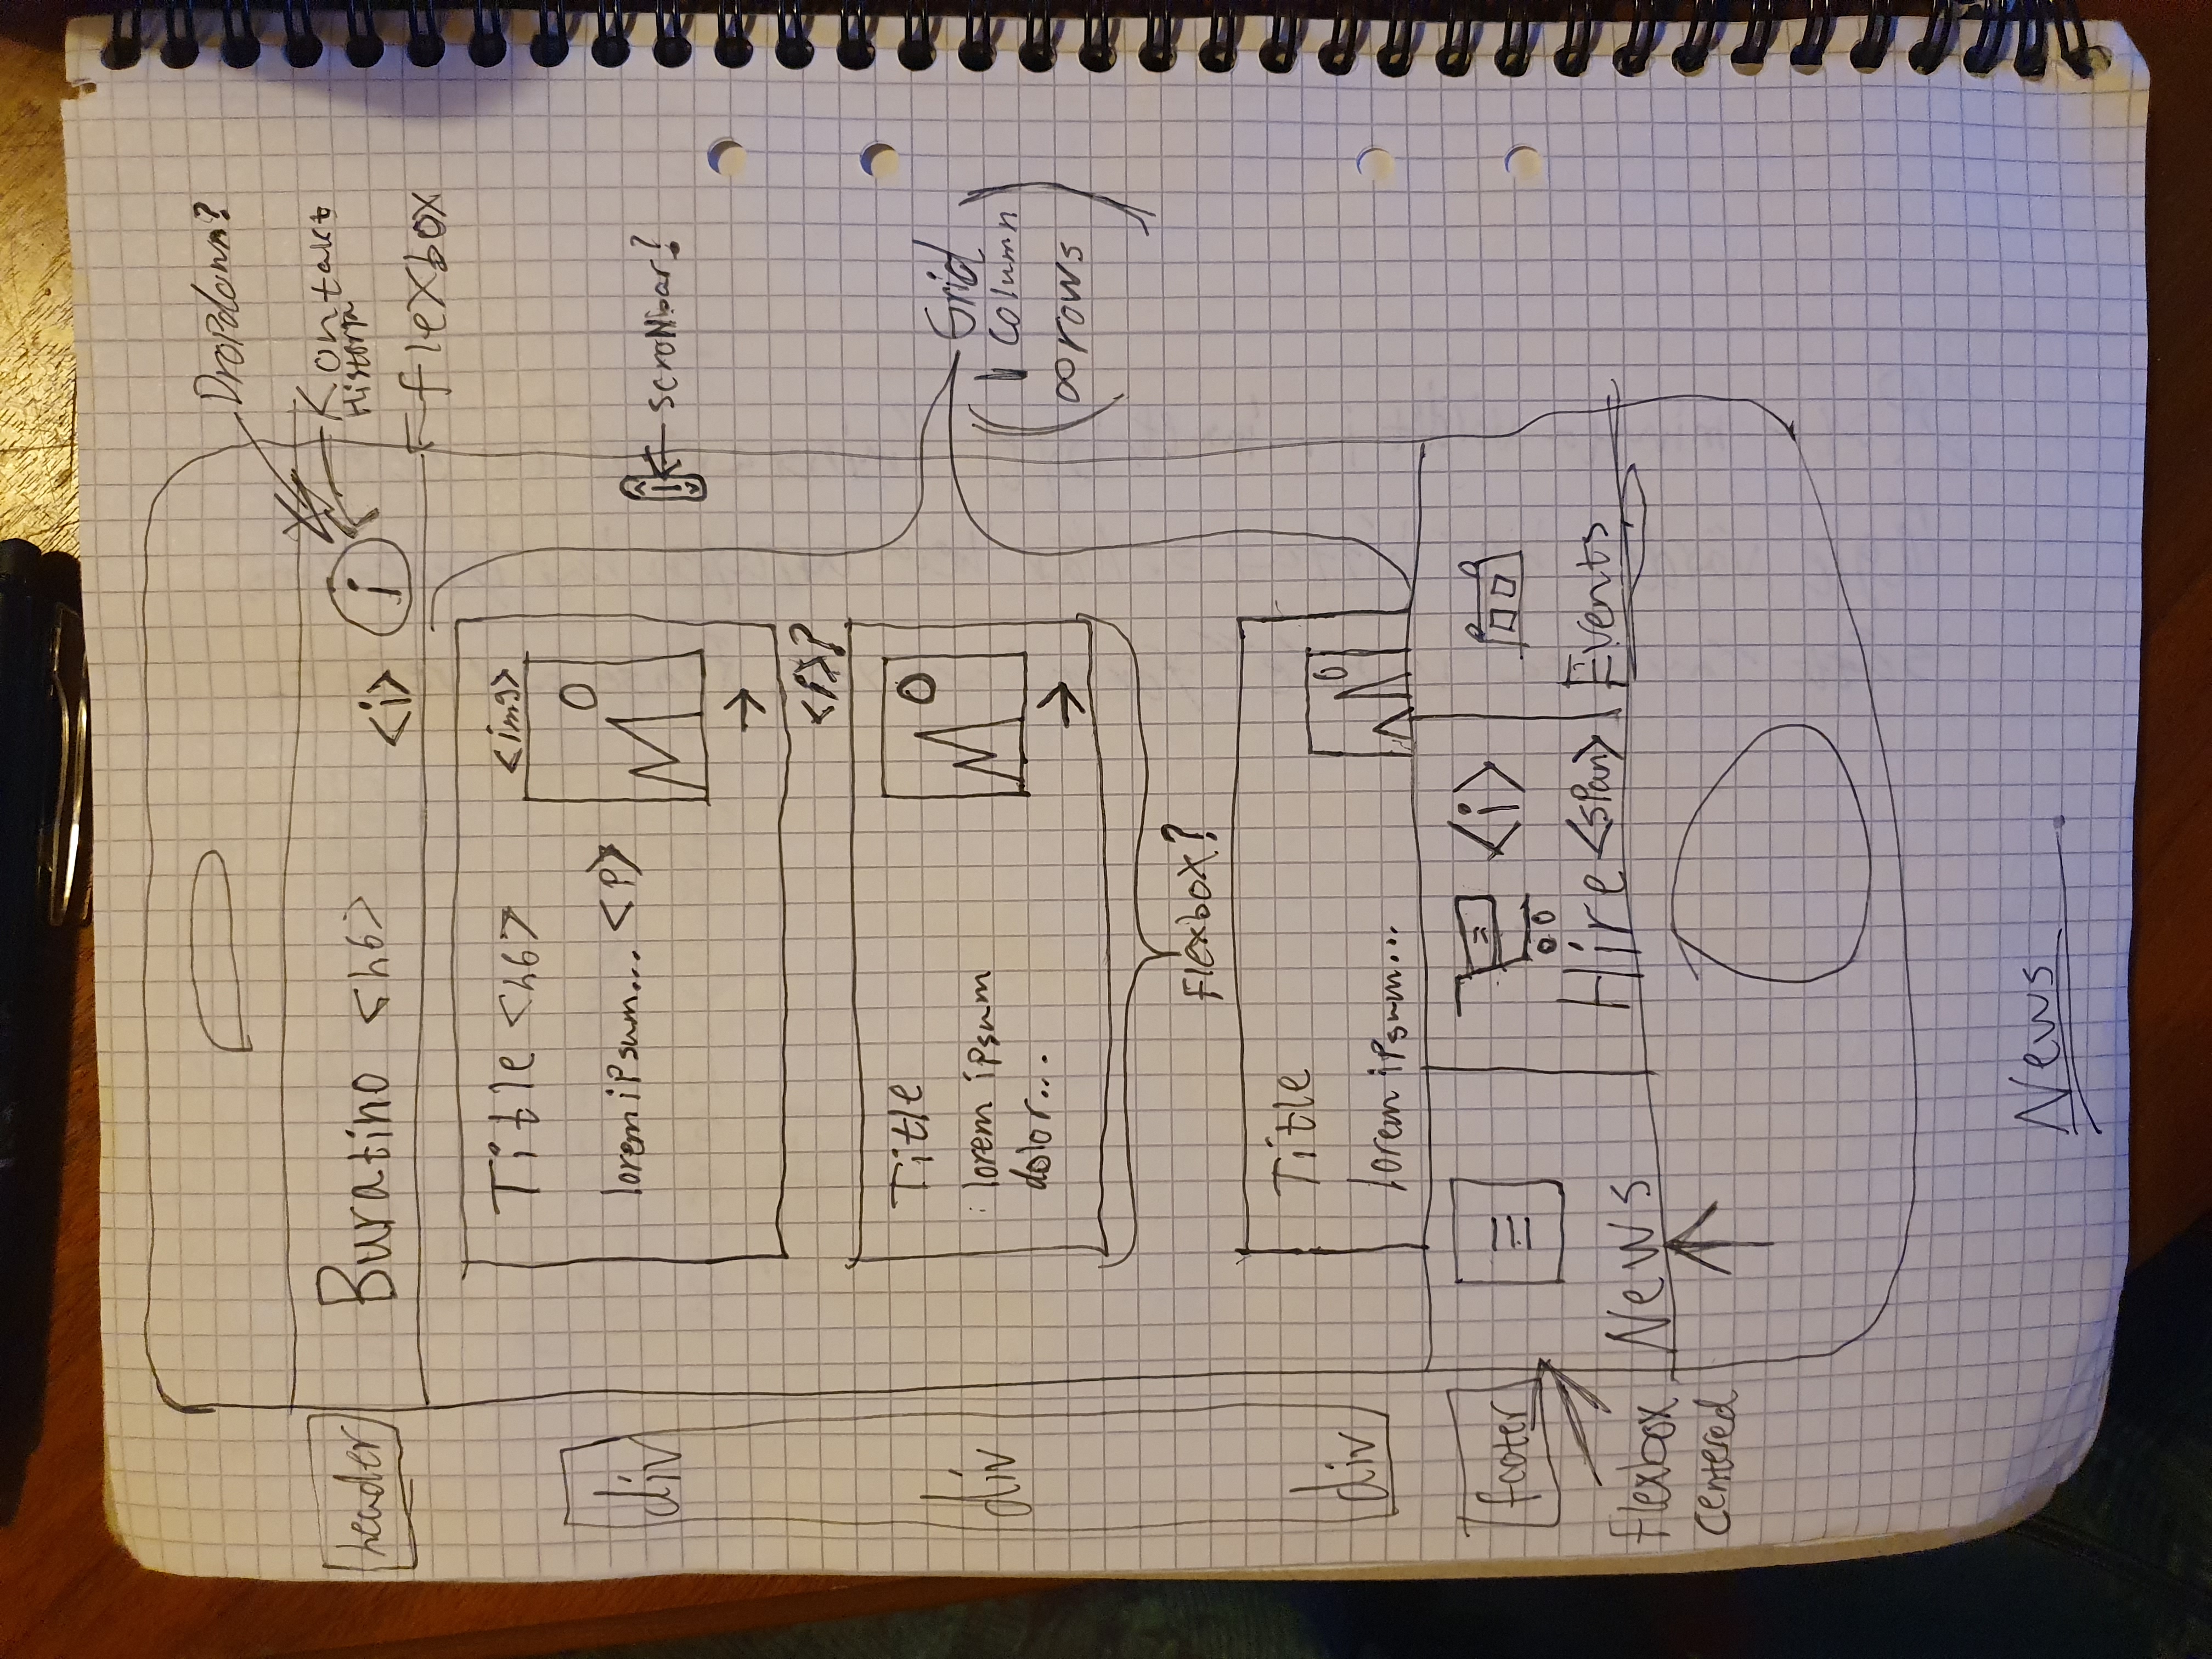 Dropdown?
Kontakt
Historia
header
Buratino <h6>
<i> i
flexbox
Title <h6>
<img>
lorem ipsum... <p>
div
scrollbar?
<i>?
Title
lorem ipsum
dolor...
div
Grid
(1 column
∞ rows)
Flexbox?
Title
lorem ipsum...
div
footer
<i>
News
Hire <span>
Events
flexbox
centered
News